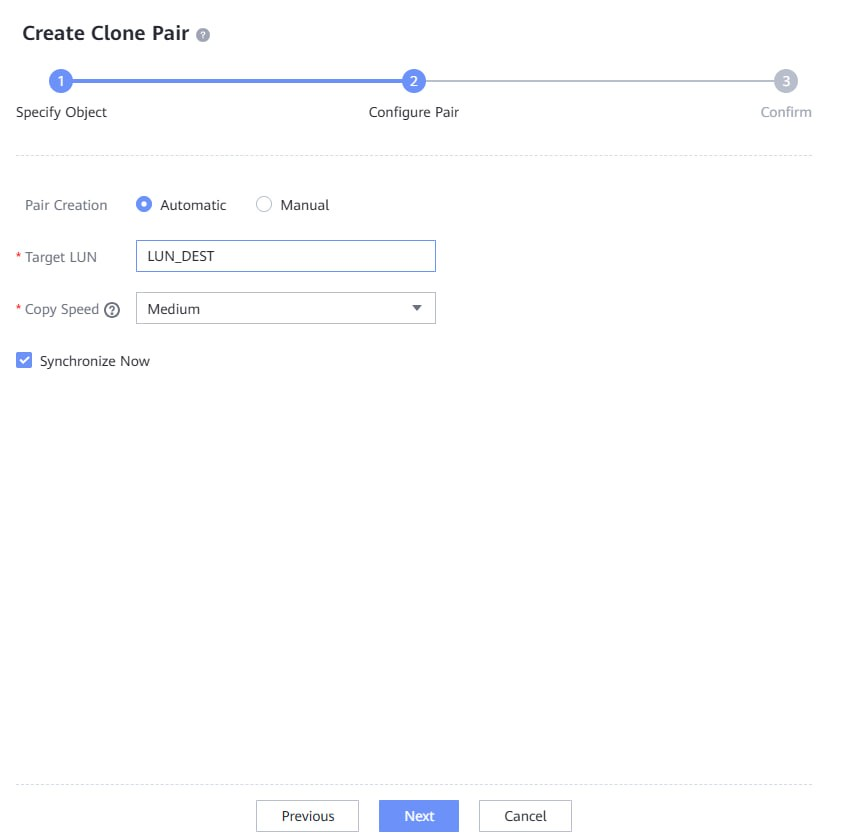 Create Clone Pair ?
1 2 3
Specify Object Configure Pair Confirm
Pair Creation Automatic Manual
* Target LUN LUN_DEST
* Copy Speed ? Medium
Synchronize Now
Previous Next Cancel